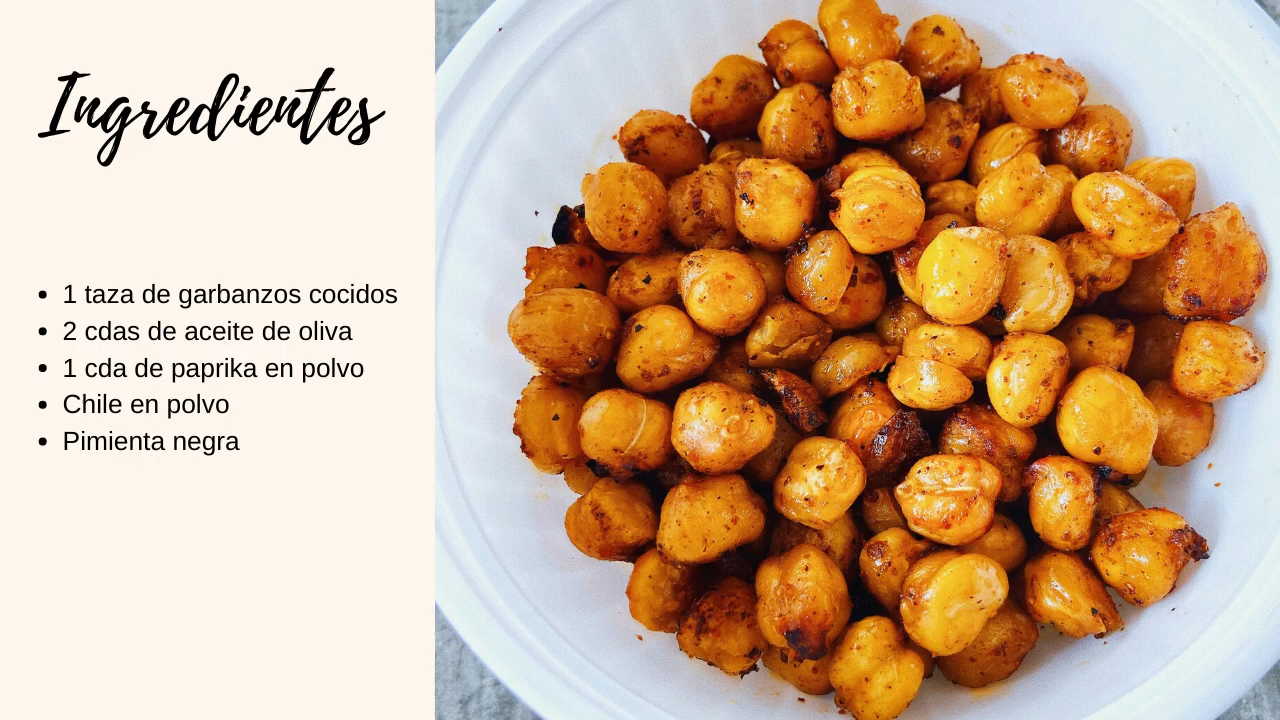 Ingredientes
1 taza de garbanzos cocidos
2 cdas de aceite de oliva
1 cda de paprika en polvo
Chile en polvo
Pimienta negra